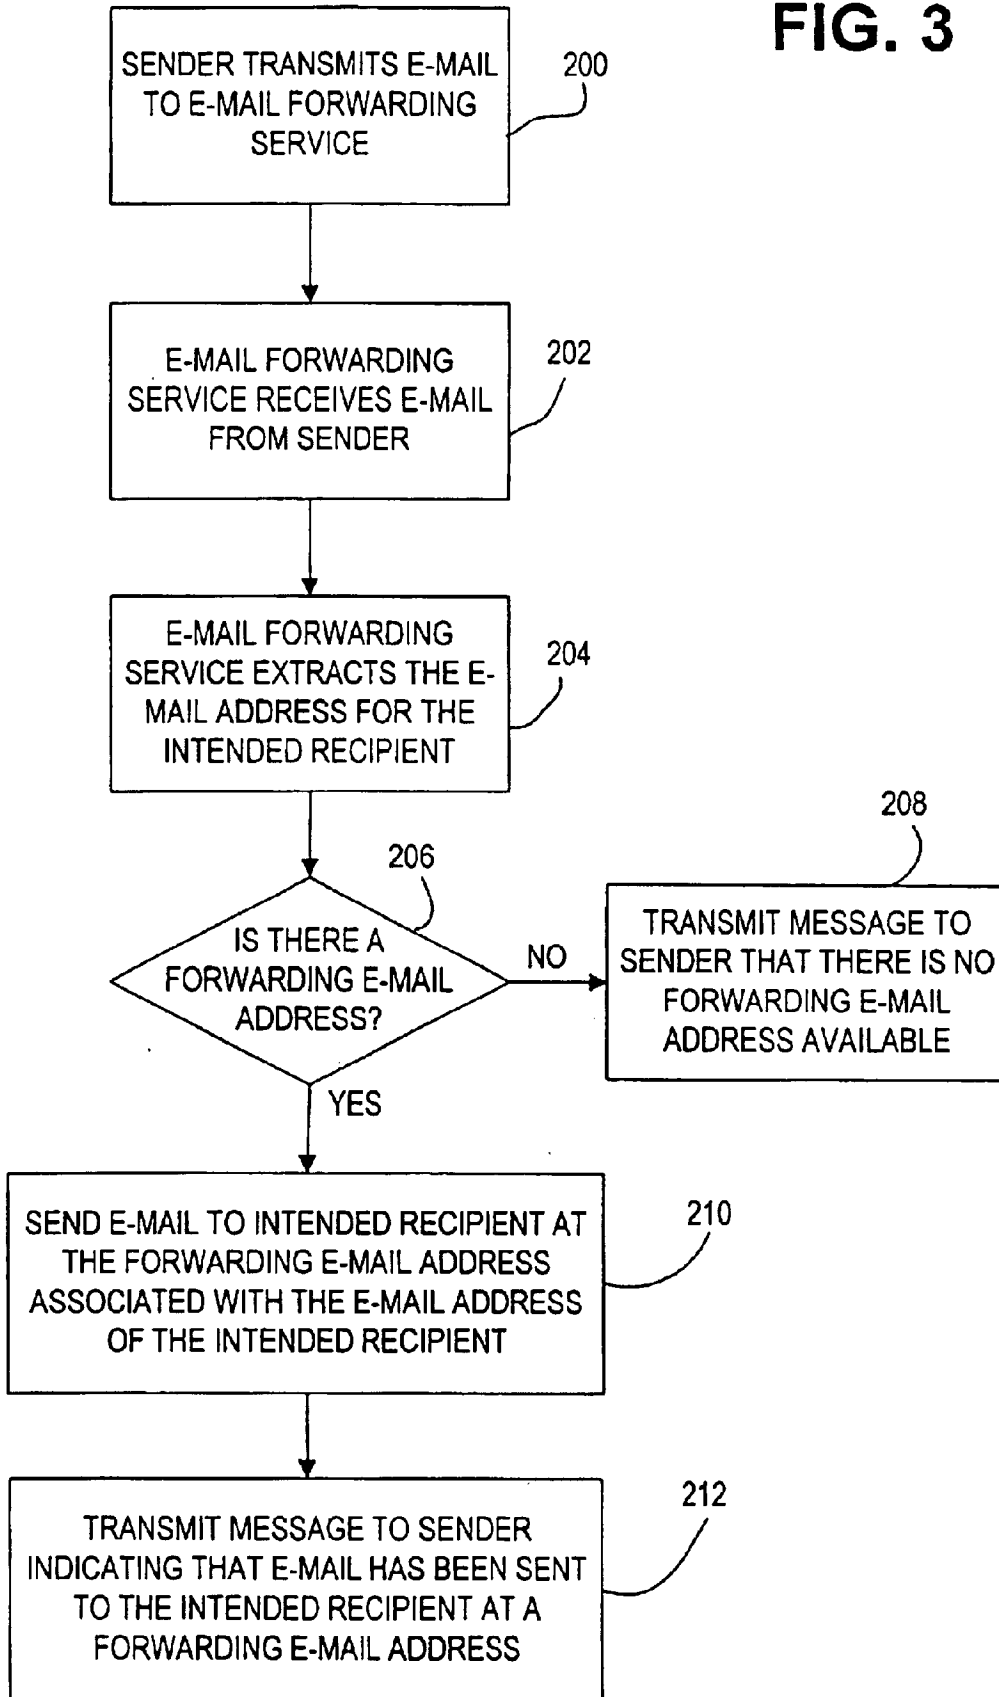 FIG. 3
SENDER TRANSMITS E-MAIL
TO E-MAIL FORWARDING
SERVICE
200
E-MAIL FORWARDING
SERVICE RECEIVES E-MAIL
FROM SENDER
202
E-MAIL FORWARDING
SERVICE EXTRACTS THE E-
MAIL ADDRESS FOR THE
INTENDED RECIPIENT
204
206
IS THERE A
FORWARDING E-MAIL
ADDRESS?
NO
208
TRANSMIT MESSAGE TO
SENDER THAT THERE IS NO
FORWARDING E-MAIL
ADDRESS AVAILABLE
YES
SEND E-MAIL TO INTENDED RECIPIENT AT
THE FORWARDING E-MAIL ADDRESS
ASSOCIATED WITH THE E-MAIL ADDRESS
OF THE INTENDED RECIPIENT
210
TRANSMIT MESSAGE TO SENDER
INDICATING THAT E-MAIL HAS BEEN SENT
TO THE INTENDED RECIPIENT AT A
FORWARDING E-MAIL ADDRESS
212